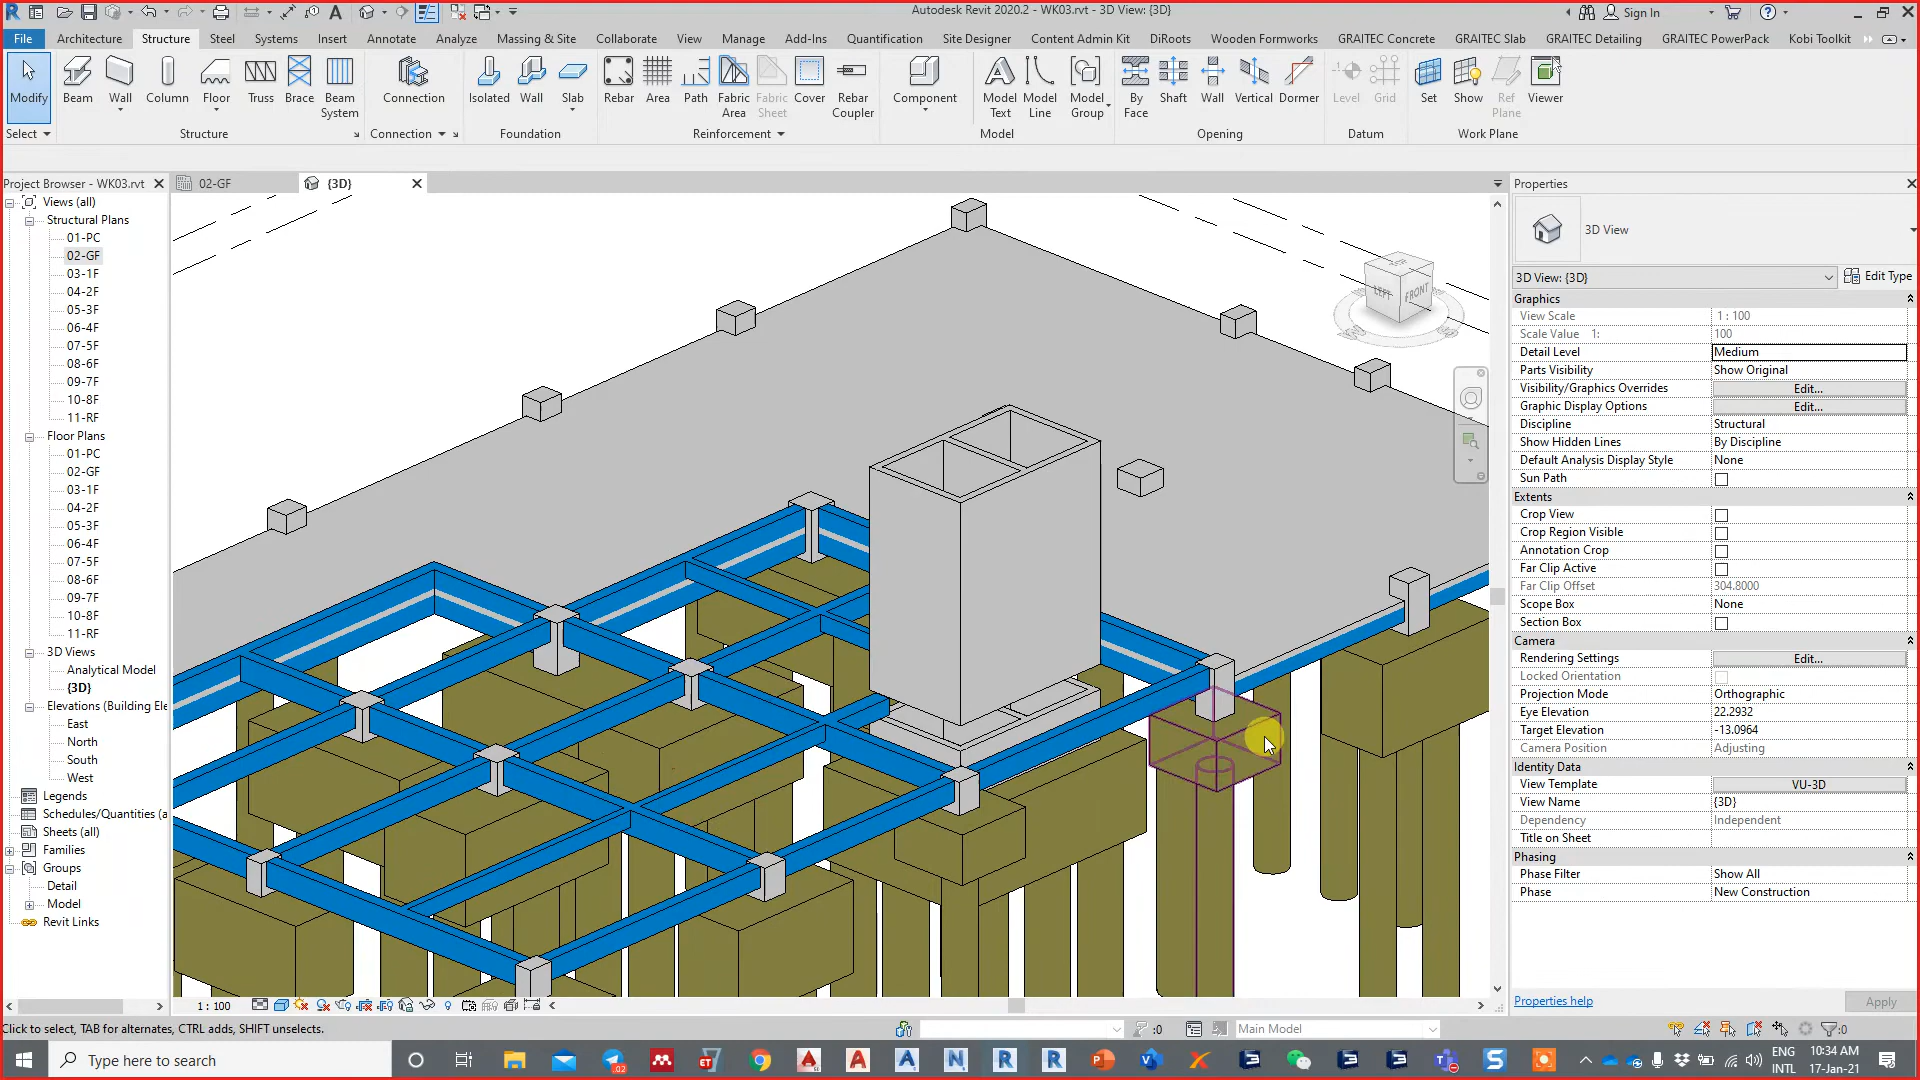 Autodesk Revit 2020.2 - WK03.rvt - 3D View: {3D}
Sign In
File Architecture Structure Steel Systems Insert Annotate Analyze Massing & Site Collaborate View Manage Add-Ins Quantification Site Designer Content Admin Kit DiRoots Wooden Formworks GRAITEC Concrete GRAITEC Slab GRAITEC Detailing GRAITEC PowerPack Kobi Toolkit
Modify Beam Wall Column Floor Truss Brace Beam System Connection Isolated Wall Slab Rebar Area Path Fabric Area Fabric Sheet Cover Rebar Coupler Component Model Text Model Line Model Group By Face Shaft Wall Vertical Dormer Level Grid Set Show Ref Plane Viewer
Select Structure Connection Foundation Reinforcement Model Opening Datum Work Plane
Project Browser - WK03.rvt
Views (all)
Structural Plans
01-PC
02-GF
03-1F
04-2F
05-3F
06-4F
07-5F
08-6F
09-7F
10-8F
11-RF
Floor Plans
01-PC
02-GF
03-1F
04-2F
05-3F
06-4F
07-5F
08-6F
09-7F
10-8F
11-RF
3D Views
Analytical Model
{3D}
Elevations (Building Ele
East
North
South
West
Legends
Schedules/Quantities (a
Sheets (all)
Families
Groups
Detail
Model
Revit Links
02-GF
{3D}
LEFT FRONT
Properties
3D View
3D View: {3D} Edit Type
Graphics
View Scale 1 : 100
Scale Value 1: 100
Detail Level Medium
Parts Visibility Show Original
Visibility/Graphics Overrides Edit...
Graphic Display Options Edit...
Discipline Structural
Show Hidden Lines By Discipline
Default Analysis Display Style None
Sun Path
Extents
Crop View
Crop Region Visible
Annotation Crop
Far Clip Active
Far Clip Offset 304.8000
Scope Box None
Section Box
Camera
Rendering Settings Edit...
Locked Orientation
Projection Mode Orthographic
Eye Elevation 22.2932
Target Elevation -13.0964
Camera Position Adjusting
Identity Data
View Template VU-3D
View Name {3D}
Dependency Independent
Title on Sheet
Phasing
Phase Filter Show All
Phase New Construction
Properties help Apply
1 : 100
Click to select, TAB for alternates, CTRL adds, SHIFT unselects.
:0
Main Model
:0
Type here to search
ENG
INTL
10:34 AM
17-Jan-21